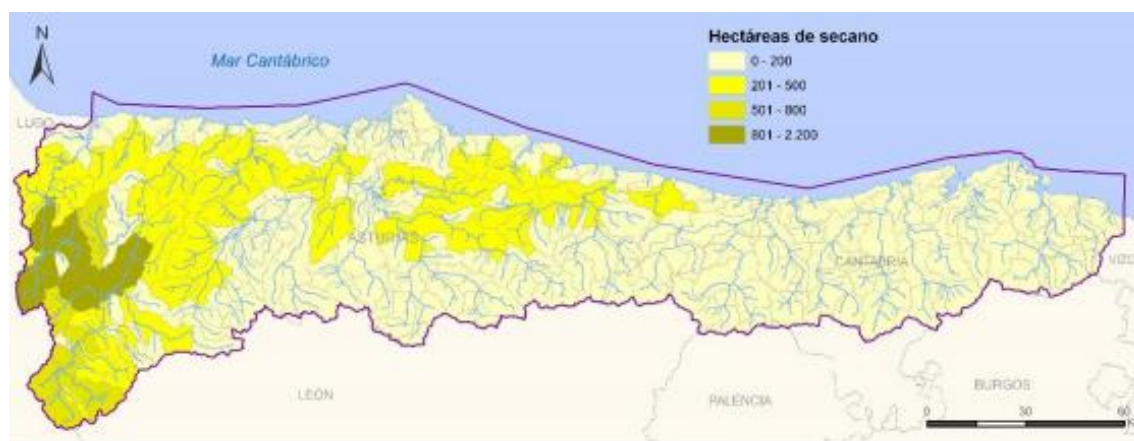 N
Mar Cantábrico
Hectáreas de secano
0 - 200
201 - 500
501 - 800
801 - 2.200
LUGO
ASTURIAS
CANTABRIA
LEÓN
PALENCIA
BURGOS
0 30 60